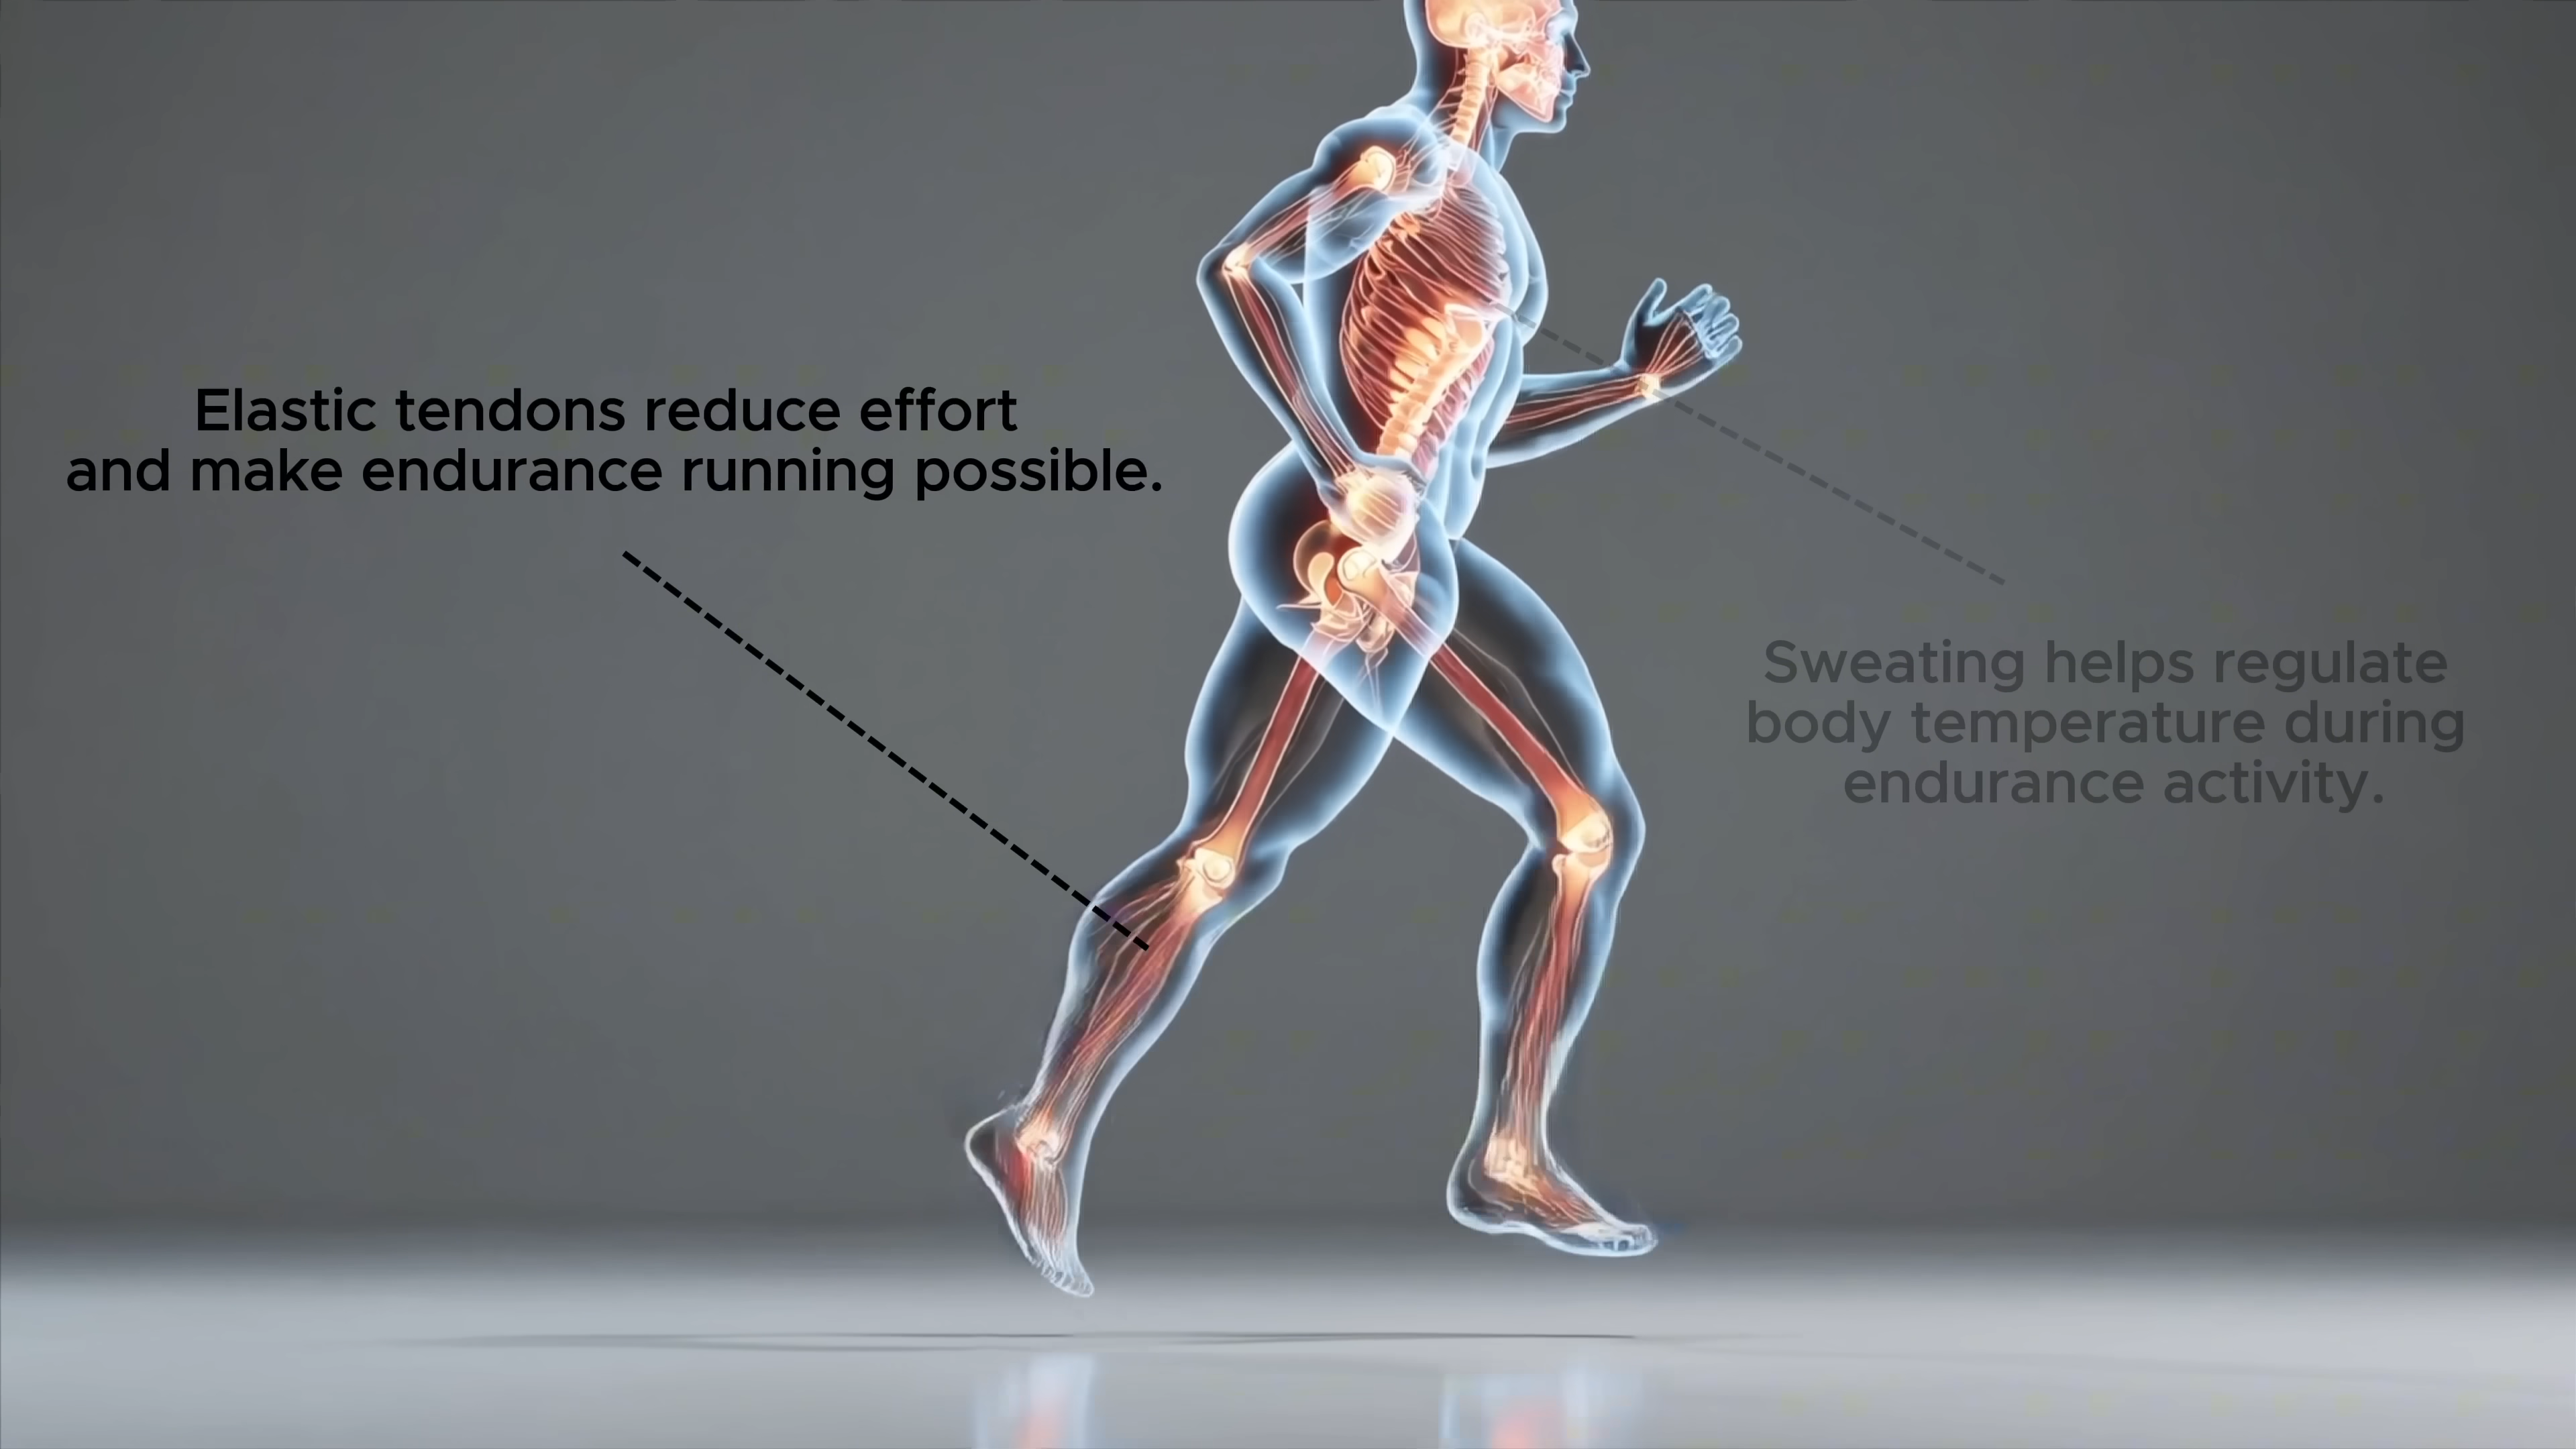 Elastic tendons reduce effort
and make endurance running possible.
Sweating helps regulate
body temperature during
endurance activity.